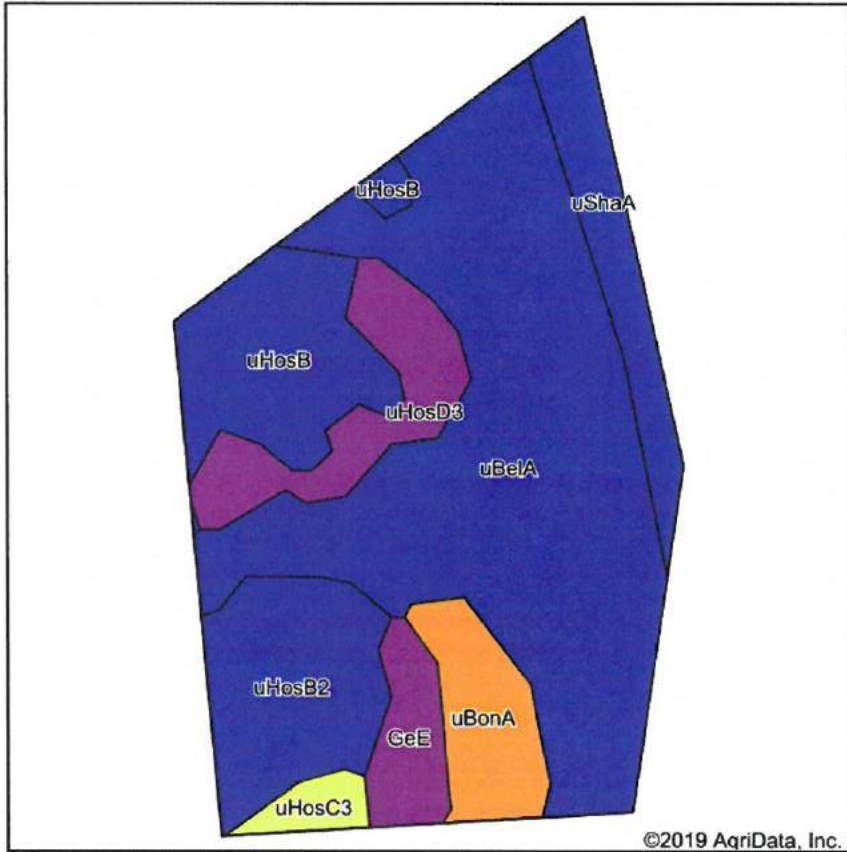 uHosB
uShaA
uHosB
uHosD3
uBelA
uHosB2
uBonA
GeE
uHosC3
©2019 AgriData, Inc.